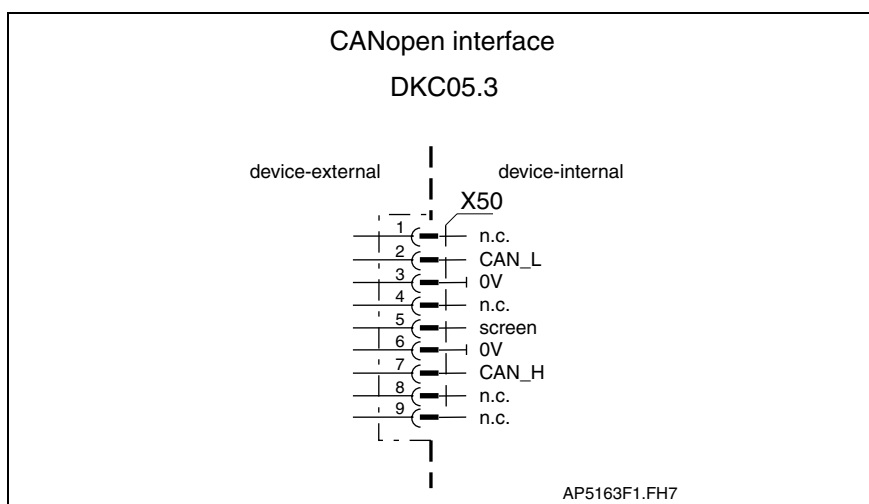 CANopen interface
DKC05.3
device-external device-internal
X50
1 n.c.
2 CAN_L
3 0V
4 n.c.
5 screen
6 0V
7 CAN_H
8 n.c.
9 n.c.
AP5163F1.FH7